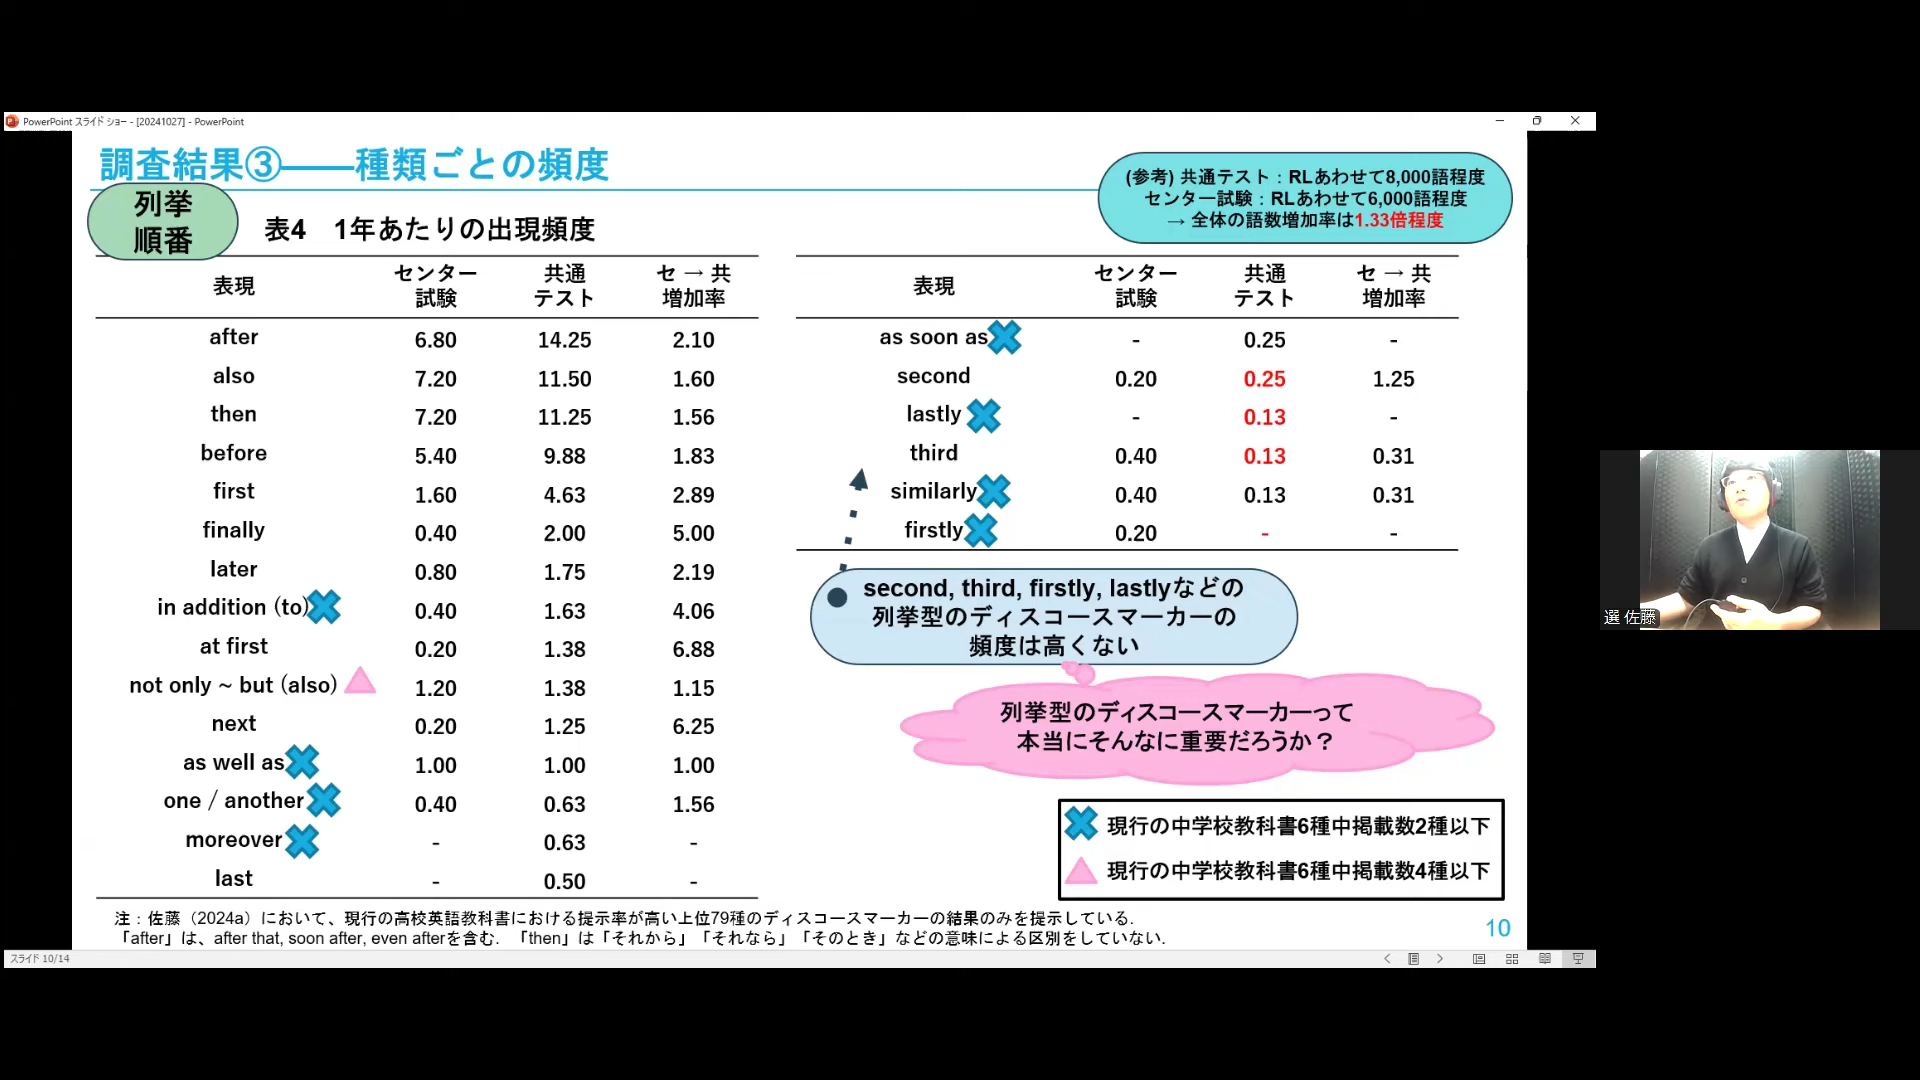 PowerPoint スライド ショー - [20241027] - PowerPoint
調査結果③――種類ごとの頻度
列挙
順番
表4　1年あたりの出現頻度
(参考) 共通テスト：RLあわせて8,000語程度
センター試験：RLあわせて6,000語程度
→ 全体の語数増加率は1.33倍程度
表現 センター試験 共通テスト セ → 共 増加率
after 6.80 14.25 2.10
also 7.20 11.50 1.60
then 7.20 11.25 1.56
before 5.40 9.88 1.83
first 1.60 4.63 2.89
finally 0.40 2.00 5.00
later 0.80 1.75 2.19
in addition (to) 0.40 1.63 4.06
at first 0.20 1.38 6.88
not only ~ but (also) 1.20 1.38 1.15
next 0.20 1.25 6.25
as well as 1.00 1.00 1.00
one / another 0.40 0.63 1.56
moreover - 0.63 -
last - 0.50 -
表現 センター試験 共通テスト セ → 共 増加率
as soon as - 0.25 -
second 0.20 0.25 1.25
lastly - 0.13 -
third 0.40 0.13 0.31
similarly 0.40 0.13 0.31
firstly 0.20 - -
second, third, firstly, lastlyなどの
列挙型のディスコースマーカーの
頻度は高くない
列挙型のディスコースマーカーって
本当にそんなに重要だろうか？
現行の中学校教科書6種中掲載数2種以下
現行の中学校教科書6種中掲載数4種以下
注：佐藤（2024a）において、現行の高校英語教科書における提示率が高い上位79種のディスコースマーカーの結果のみを提示している.
「after」は、after that, soon after, even afterを含む. 「then」は「それから」「それなら」「そのとき」などの意味による区別をしていない.
10
スライド 10/14
選 佐藤